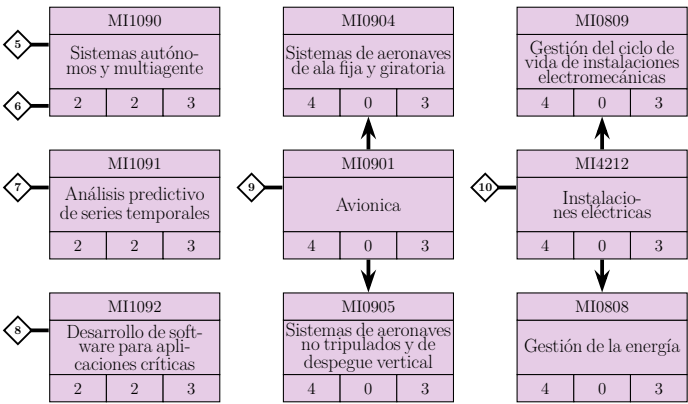 MI1090
5
Sistemas autóno-
mos y multiagente
6
2 2 3
MI0904
Sistemas de aeronaves
de ala fija y giratoria
4 0 3
MI0809
Gestión del ciclo de
vida de instalaciones
electromecánicas
4 0 3
MI1091
7
Análisis predictivo
de series temporales
2 2 3
MI0901
9
Avionica
4 0 3
MI4212
10
Instalacio-
nes eléctricas
4 0 3
MI1092
8
Desarrollo de soft-
ware para apli-
caciones críticas
2 2 3
MI0905
Sistemas de aeronaves
no tripulados y de
despegue vertical
4 0 3
MI0808
Gestión de la energía
4 0 3